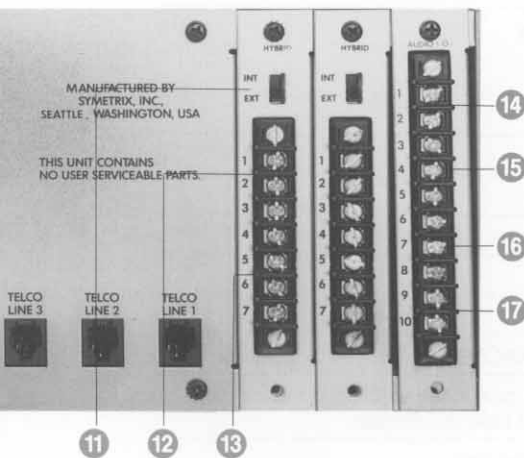 HYBRID
HYBRID
AUDIO I.O.
INT
EXT
INT
EXT
MANUFACTURED BY
SYMETRIX, INC.,
SEATTLE, WASHINGTON, USA
THIS UNIT CONTAINS
NO USER SERVICEABLE PARTS.
1
2
3
4
5
6
7
1
2
3
4
5
6
7
1
2
3
4
5
6
7
8
9
10
14
15
16
17
TELCO
LINE 3
TELCO
LINE 2
TELCO
LINE 1
11
12
13